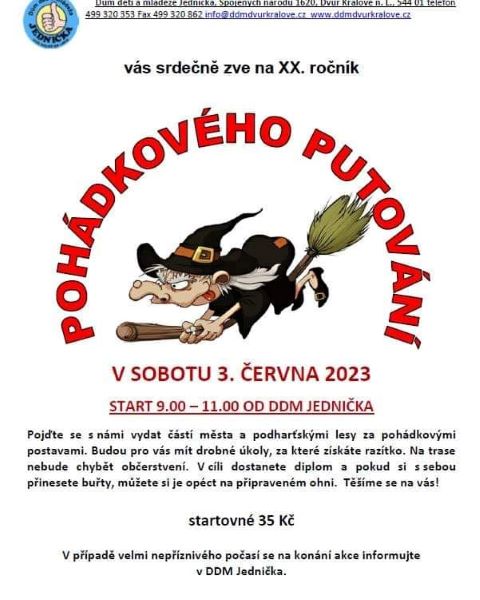 Dům dětí a mládeže Jednička, Spojených národů 1620, Dvůr Králové n. L., 544 01 telefon
499 320 353 Fax 499 320 862 info@ddmdvurkralove.cz www.ddmdvurkralove.cz
JEDNIČKA
vás srdečně zve na XX. ročník
POHÁDKOVÉHO PUTOVÁNÍ
V SOBOTU 3. ČERVNA 2023
START 9.00 – 11.00 OD DDM JEDNIČKA
Pojďte se s námi vydat částí města a podharťskými lesy za pohádkovými
postavami. Budou pro vás mít drobné úkoly, za které získáte razítko. Na trase
nebude chybět občerstvení. V cíli dostanete diplom a pokud si s sebou
přinesete buřty, můžete si je opéct na připraveném ohni. Těšíme se na vás!
startovné 35 Kč
V případě velmi nepříznivého počasí se na konání akce informujte
v DDM Jednička.